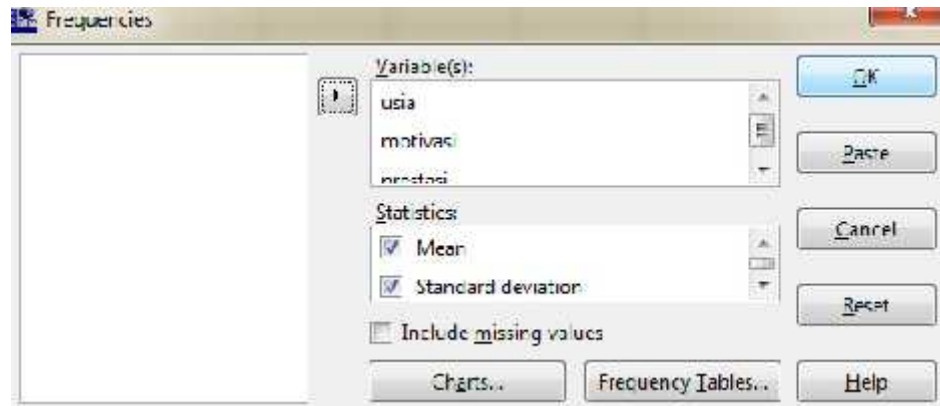 Frequencies
Variable(s):
usia
motivasi
prestasi
Statistics:
Mean
Standard deviation
Include missing values
Charts...
Frequency Tables...
OK
Paste
Cancel
Reset
Help